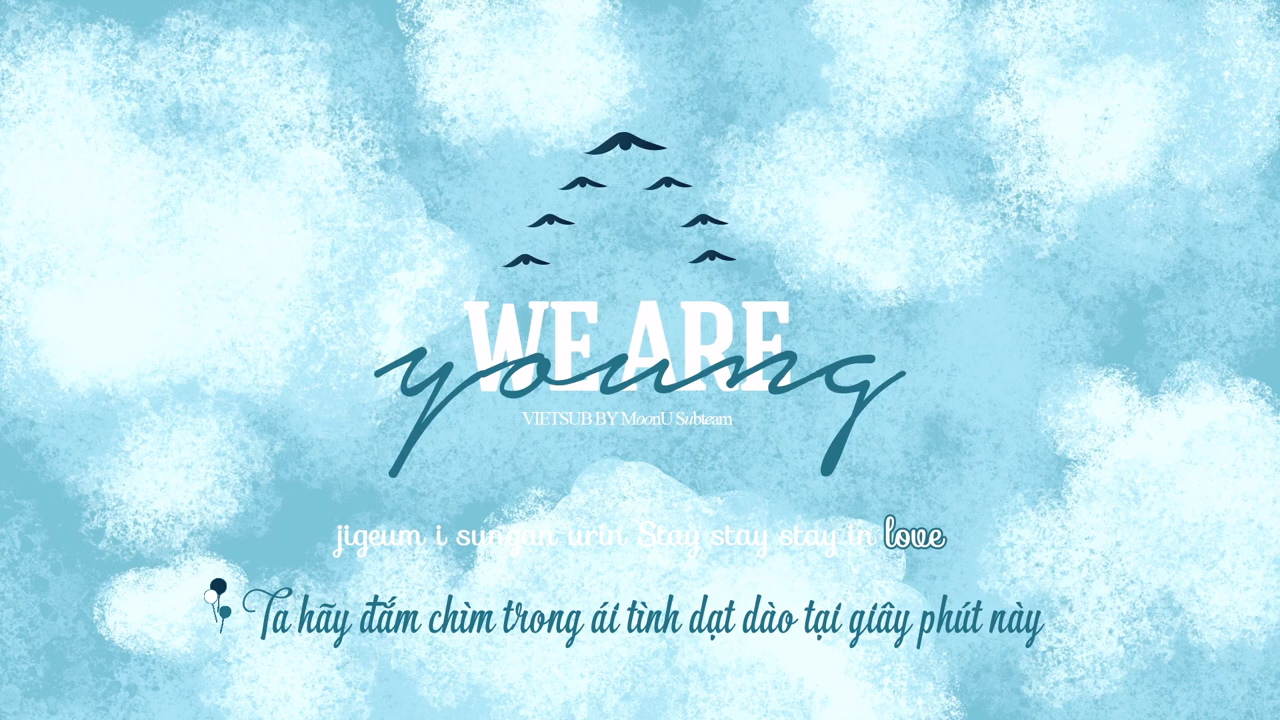 WE ARE
young
VIETSUB BY MoonU Subteam
jigeum i sungan urin Stay stay stay in love
Ta hãy đắm chìm trong ái tình dạt dào tại giây phút này